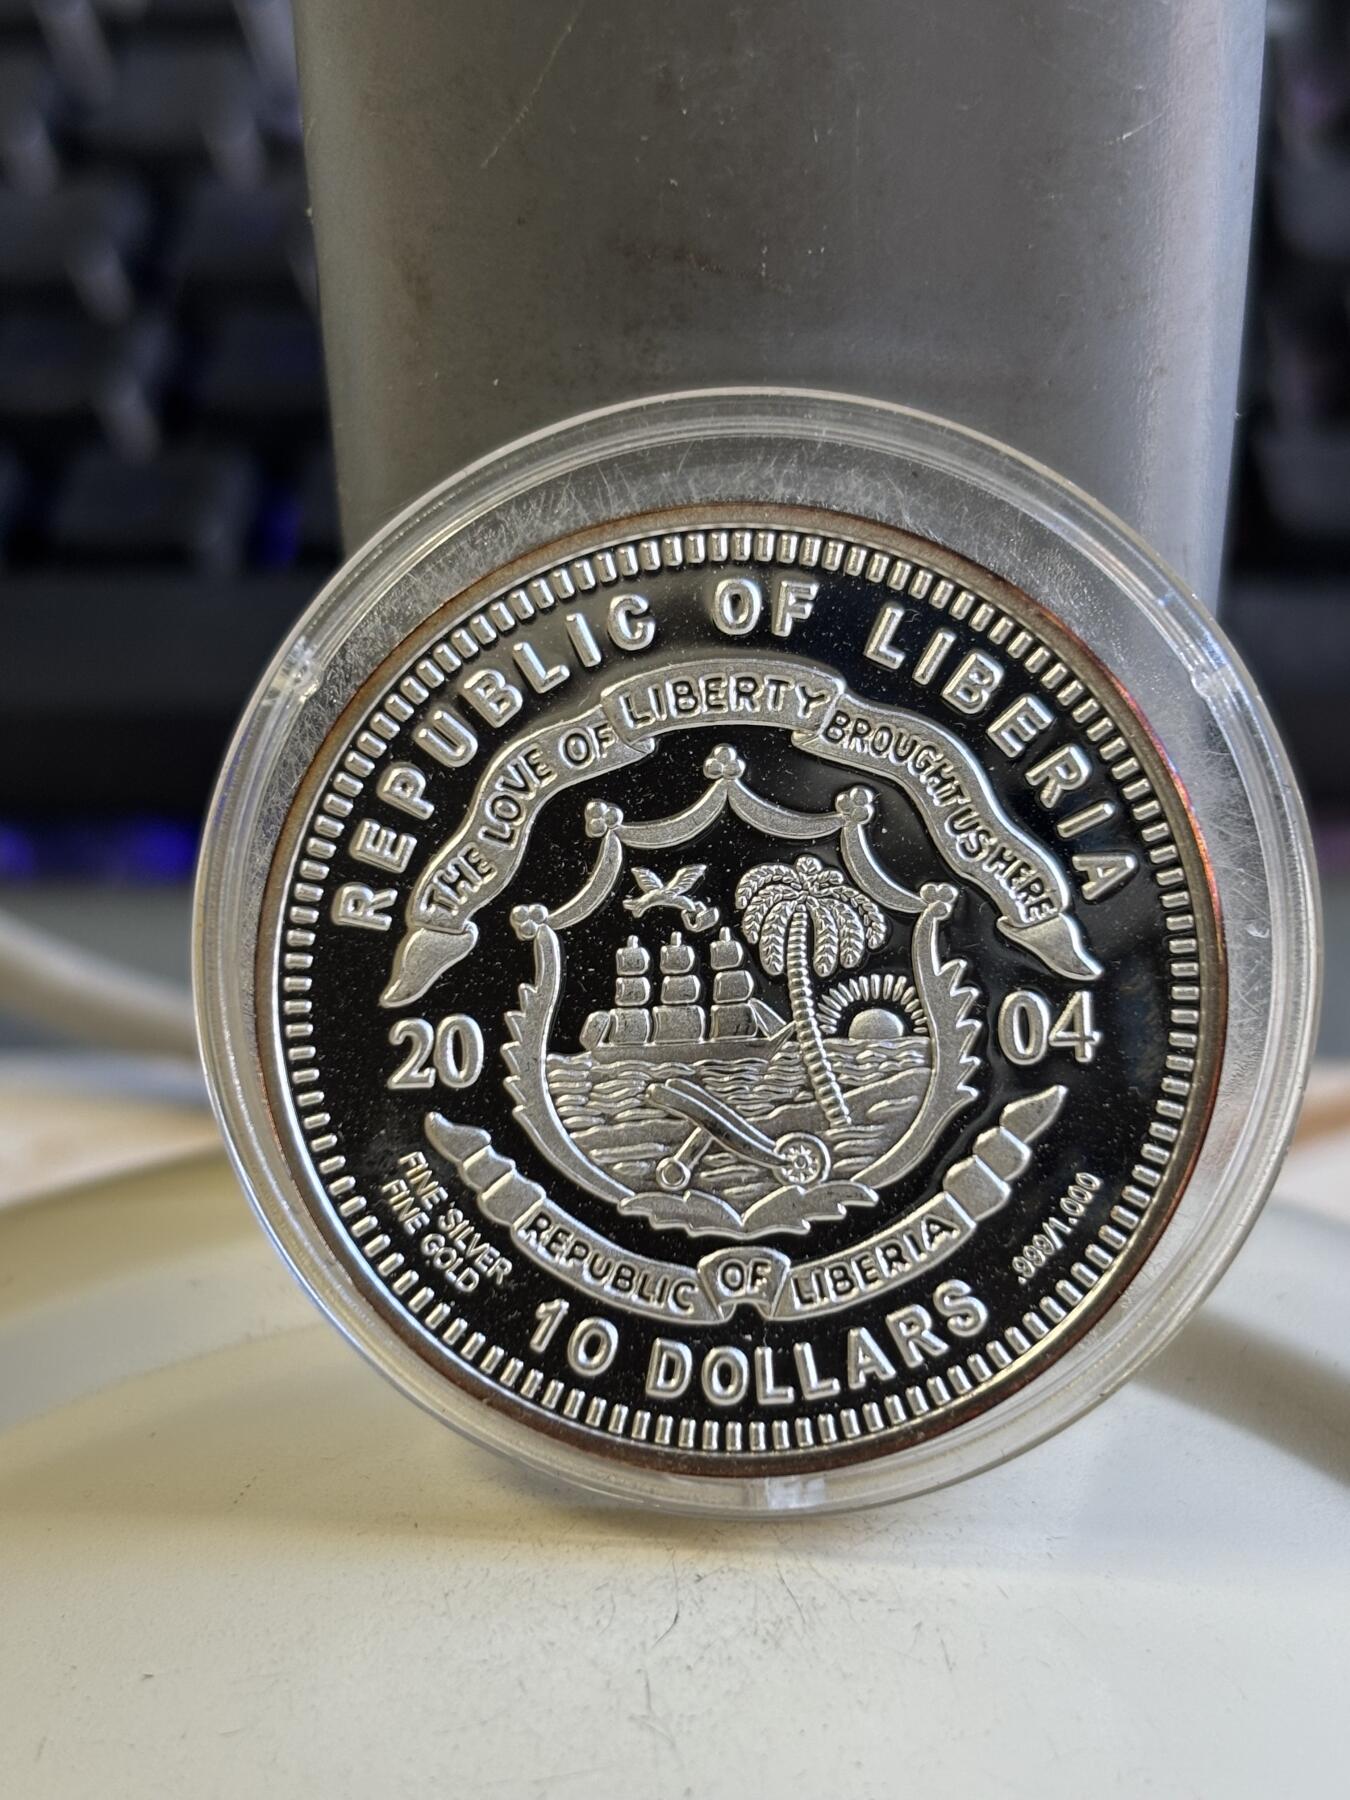 REPUBLIC OF LIBERIA
THE LOVE OF LIBERTY BROUGHT US HERE
20 04
FINE SILVER
FINE GOLD
.999/1.000
REPUBLIC OF LIBERIA
10 DOLLARS